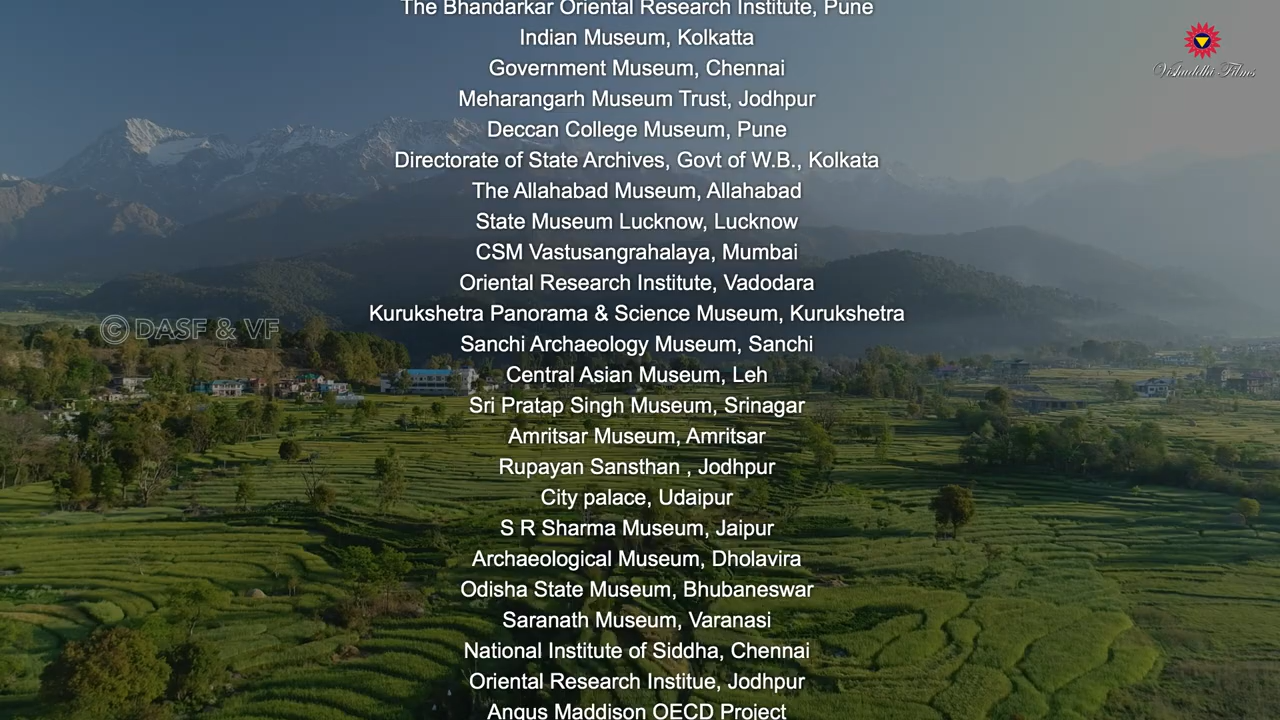 The Bhandarkar Oriental Research Institute, Pune
Indian Museum, Kolkatta
Vishuddhi Films
Government Museum, Chennai
Meharangarh Museum Trust, Jodhpur
Deccan College Museum, Pune
Directorate of State Archives, Govt of W.B., Kolkata
The Allahabad Museum, Allahabad
State Museum Lucknow, Lucknow
CSM Vastusangrahalaya, Mumbai
Oriental Research Institute, Vadodara
Kurukshetra Panorama & Science Museum, Kurukshetra
© DASF & VF
Sanchi Archaeology Museum, Sanchi
Central Asian Museum, Leh
Sri Pratap Singh Museum, Srinagar
Amritsar Museum, Amritsar
Rupayan Sansthan , Jodhpur
City palace, Udaipur
S R Sharma Museum, Jaipur
Archaeological Museum, Dholavira
Odisha State Museum, Bhubaneswar
Saranath Museum, Varanasi
National Institute of Siddha, Chennai
Oriental Research Institue, Jodhpur
Angus Maddison OECD Project